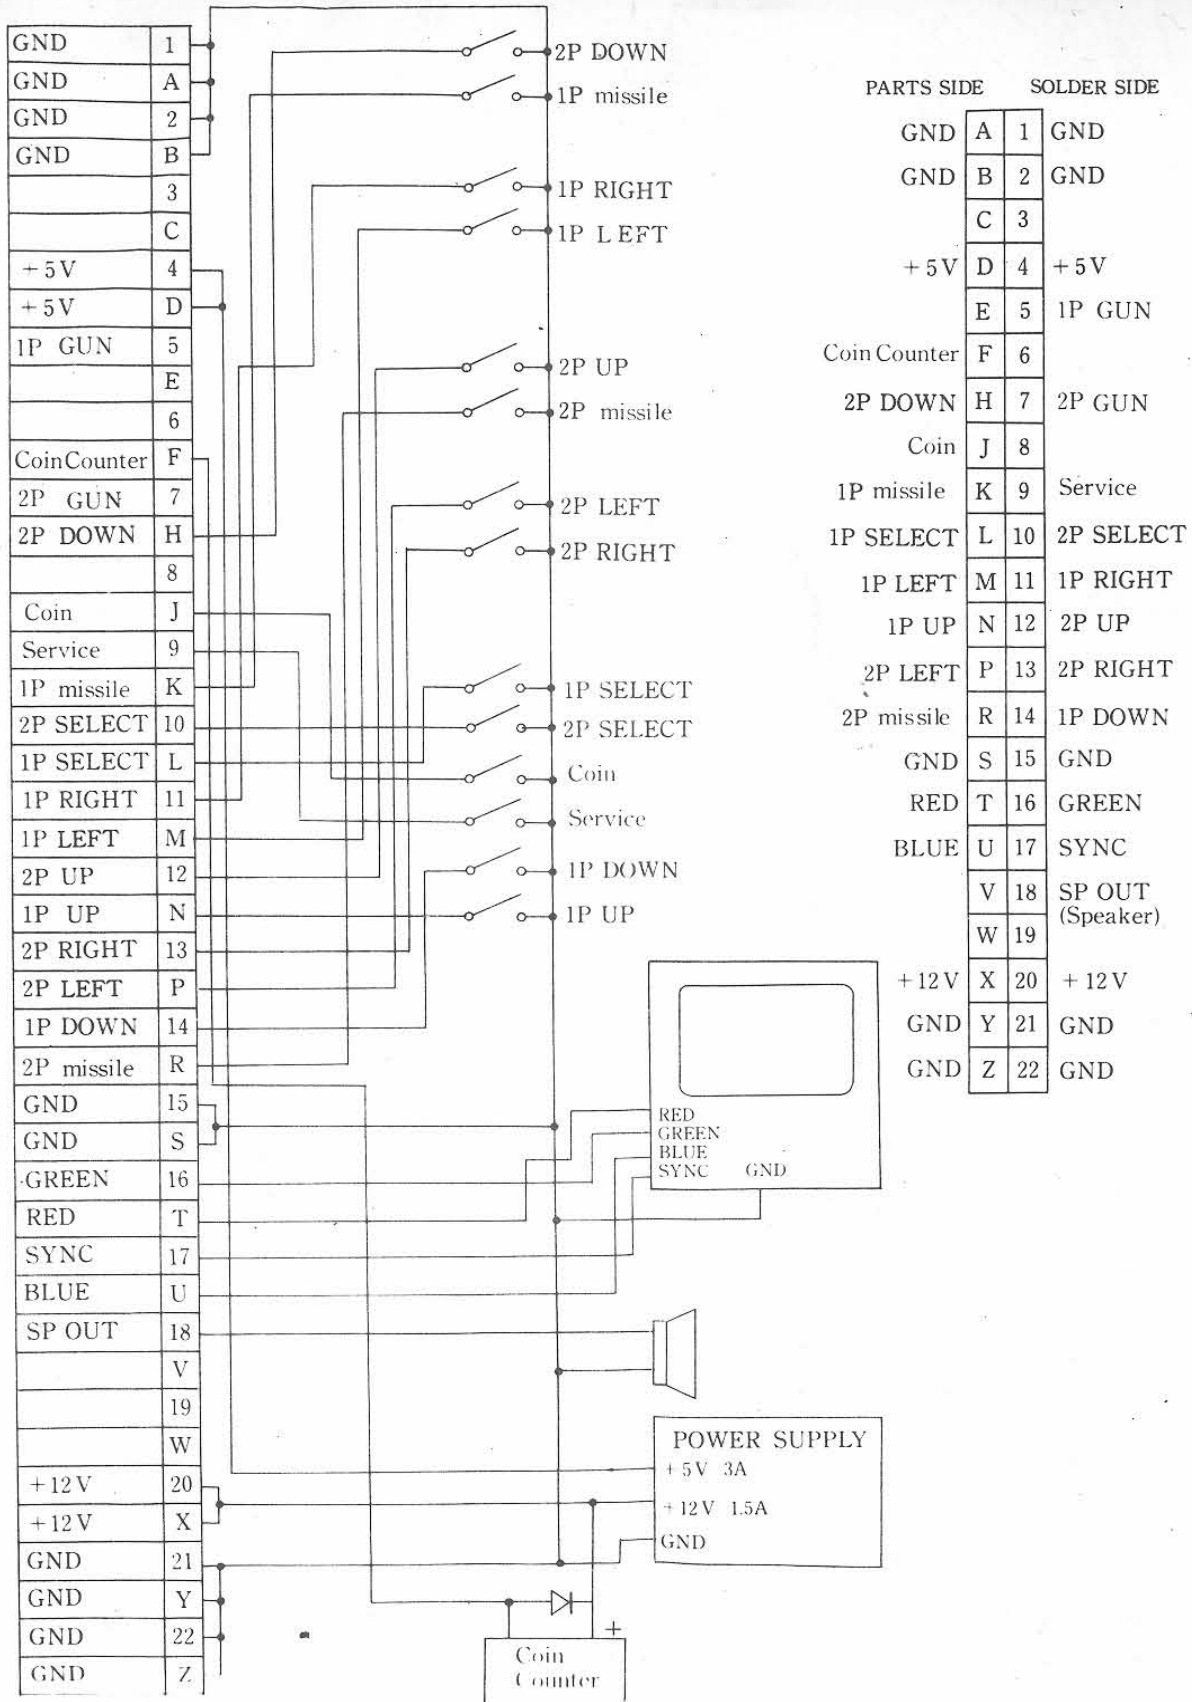 GND 1
GND A
GND 2
GND B
3
C
+5V 4
+5V D
1P GUN 5
E
6
Coin Counter F
2P GUN 7
2P DOWN H
8
Coin J
Service 9
1P missile K
2P SELECT 10
1P SELECT L
1P RIGHT 11
1P LEFT M
2P UP 12
1P UP N
2P RIGHT 13
2P LEFT P
1P DOWN 14
2P missile R
GND 15
GND S
GREEN 16
RED T
SYNC 17
BLUE U
SP OUT 18
V
19
W
+12V 20
+12V X
GND 21
GND Y
GND 22
GND Z
2P DOWN
1P missile
1P RIGHT
1P LEFT
2P UP
2P missile
2P LEFT
2P RIGHT
1P SELECT
2P SELECT
Coin
Service
1P DOWN
1P UP
RED
GREEN
BLUE
SYNC GND
POWER SUPPLY
+5V 3A
+12V 1.5A
GND
+
Coin
Counter
PARTS SIDE SOLDER SIDE
GND A 1 GND
GND B 2 GND
C 3
+5V D 4 +5V
E 5 1P GUN
Coin Counter F 6
2P DOWN H 7 2P GUN
Coin J 8
1P missile K 9 Service
1P SELECT L 10 2P SELECT
1P LEFT M 11 1P RIGHT
1P UP N 12 2P UP
2P LEFT P 13 2P RIGHT
2P missile R 14 1P DOWN
GND S 15 GND
RED T 16 GREEN
BLUE U 17 SYNC
V 18 SP OUT
(Speaker)
W 19
+12V X 20 +12V
GND Y 21 GND
GND Z 22 GND